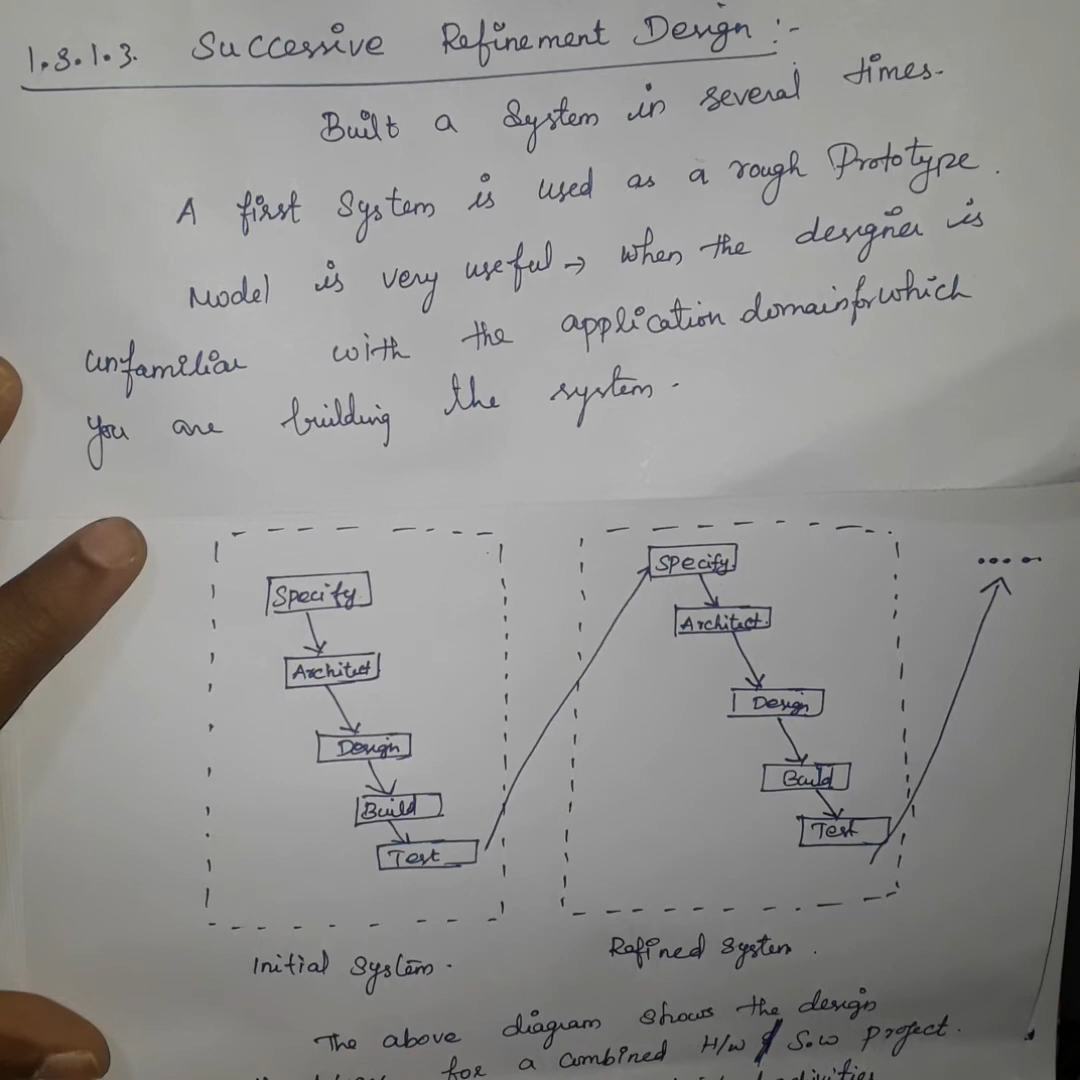 1.3.1.3. Successive Refinement Design :-
Built a System in several times.
A first System is used as a rough Prototype.
Model is very useful → when the designer is
unfamiliar with the application domain for which
you are building the system.
Specify
Architect
Design
Build
Test
Initial System.
Specify
Architect.
Design
Build
Test
Refined System.
....
The above diagram shows the design
for a combined H/w & S.w project.